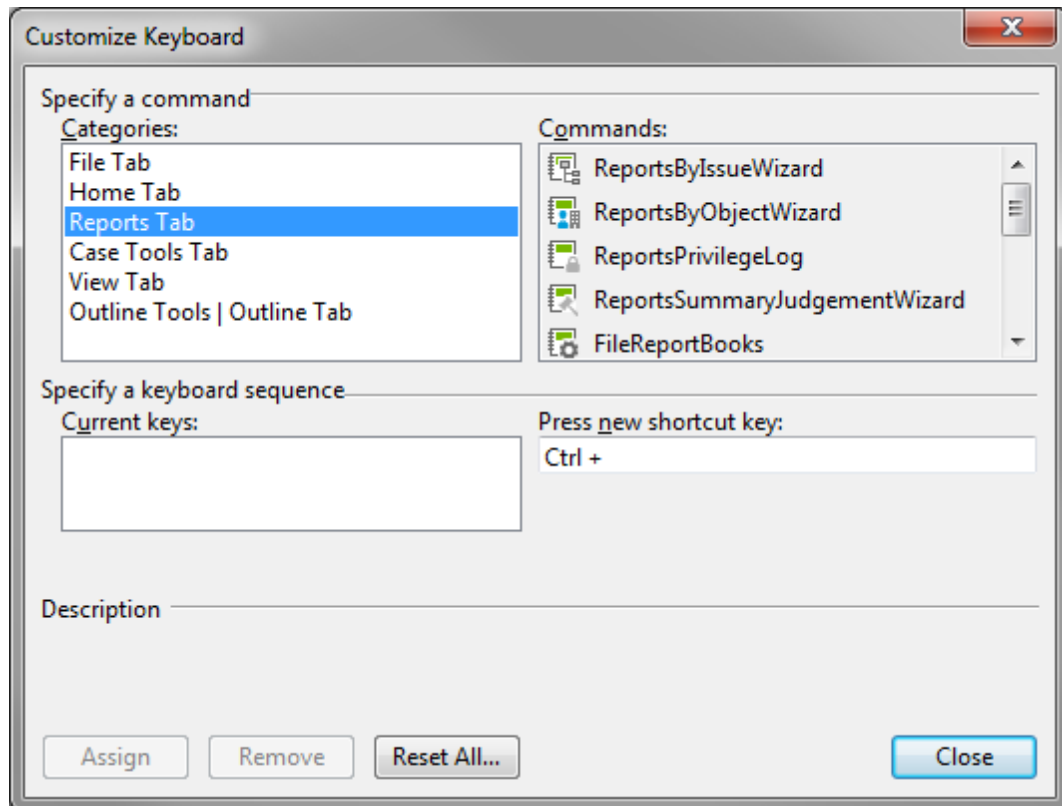 Customize Keyboard
Specify a command
Categories:
File Tab
Home Tab
Reports Tab
Case Tools Tab
View Tab
Outline Tools | Outline Tab
Commands:
ReportsByIssueWizard
ReportsByObjectWizard
ReportsPrivilegeLog
ReportsSummaryJudgementWizard
FileReportBooks
Specify a keyboard sequence
Current keys:
Press new shortcut key:
Ctrl +
Description
Assign
Remove
Reset All...
Close